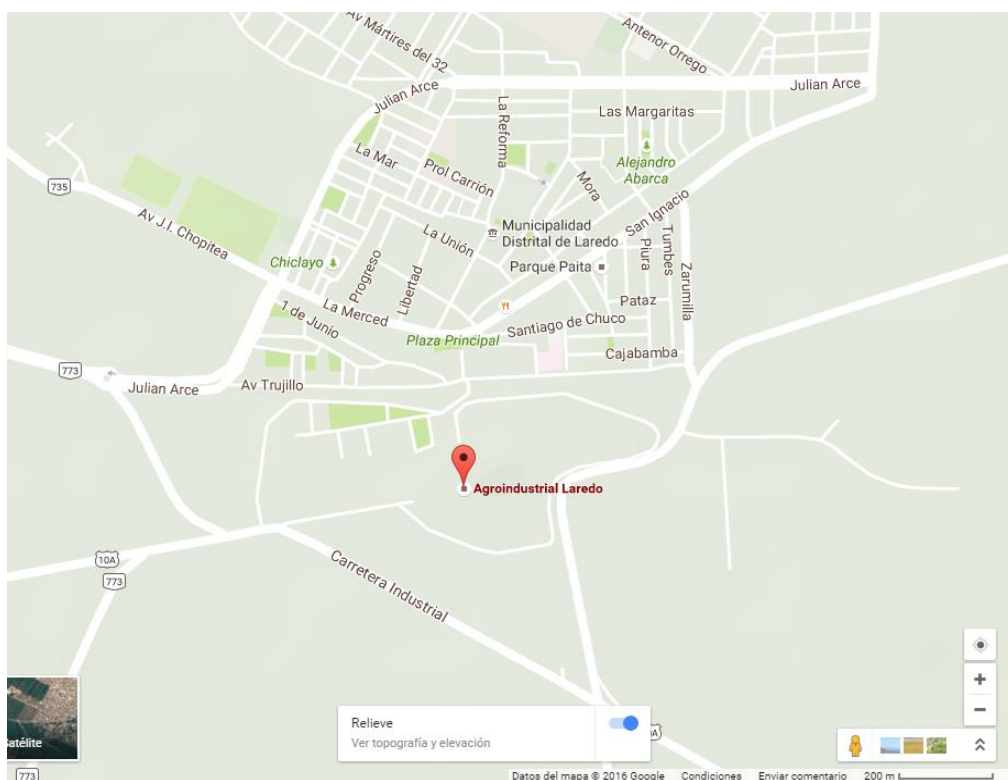 Av Mártires del 32
Antenor Orrego
Julian Arce
Julian Arce
La Reforma
Las Margaritas
La Mar
Prol Carrión
Mora
Alejandro
Abarca
735
San Ignacio
Av J.I. Chopitea
La Unión
Municipalidad
Distrital de Laredo
Piura
Tumbes
Zarumilla
Chiclayo
Progreso
Libertad
Parque Paita
1 de Junio
La Merced
Pataz
Santiago de Chuco
Plaza Principal
Cajabamba
773
Julian Arce
Av Trujillo
Agroindustrial Laredo
10A
773
Carretera Industrial
Relieve
Ver topografía y elevación
773
Datos del mapa © 2016 Google
Condiciones
Enviar comentario
200 m